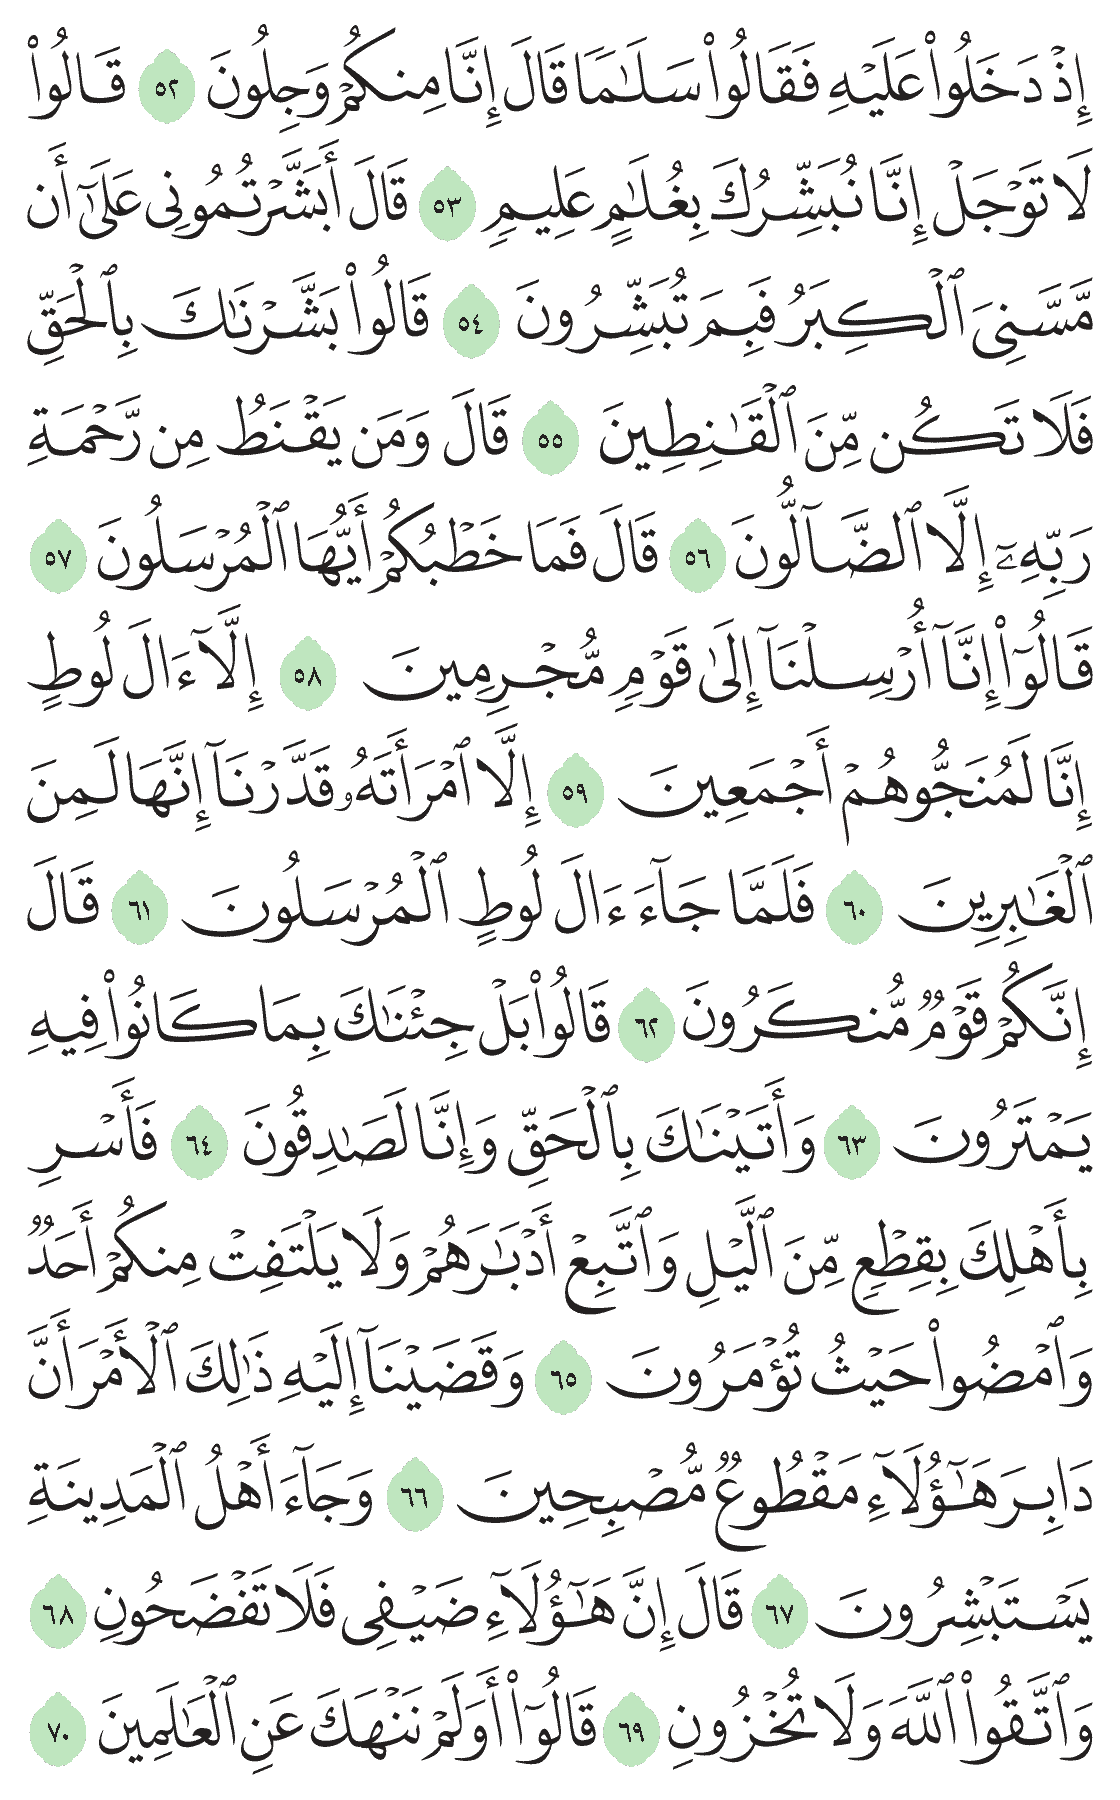 إِذْ دَخَلُوا۟ عَلَيْهِ فَقَالُوا۟ سَلَـٰمًا قَالَ إِنَّا مِنكُمْ وَجِلُونَ ٥٢ قَالُوا۟
لَا تَوْجَلْ إِنَّا نُبَشِّرُكَ بِغُلَـٰمٍ عَلِيمٍ ٥٣ قَالَ أَبَشَّرْتُمُونِى عَلَىٰٓ أَن
مَّسَّنِىَ ٱلْكِبَرُ فَبِمَ تُبَشِّرُونَ ٥٤ قَالُوا۟ بَشَّرْنَـٰكَ بِٱلْحَقِّ
فَلَا تَكُن مِّنَ ٱلْقَـٰنِطِينَ ٥٥ قَالَ وَمَن يَقْنَطُ مِن رَّحْمَةِ
رَبِّهِۦٓ إِلَّا ٱلضَّآلُّونَ ٥٦ قَالَ فَمَا خَطْبُكُمْ أَيُّهَا ٱلْمُرْسَلُونَ ٥٧
قَالُوٓا۟ إِنَّآ أُرْسِلْنَآ إِلَىٰ قَوْمٍ مُّجْرِمِينَ ٥٨ إِلَّآ ءَالَ لُوطٍ
إِنَّا لَمُنَجُّوهُمْ أَجْمَعِينَ ٥٩ إِلَّا ٱمْرَأَتَهُۥ قَدَّرْنَآ إِنَّهَا لَمِنَ
ٱلْغَـٰبِرِينَ ٦٠ فَلَمَّا جَآءَ ءَالَ لُوطٍ ٱلْمُرْسَلُونَ ٦١ قَالَ
إِنَّكُمْ قَوْمٌ مُّنكَرُونَ ٦٢ قَالُوا۟ بَلْ جِئْنَـٰكَ بِمَا كَانُوا۟ فِيهِ
يَمْتَرُونَ ٦٣ وَأَتَيْنَـٰكَ بِٱلْحَقِّ وَإِنَّا لَصَـٰدِقُونَ ٦٤ فَأَسْرِ
بِأَهْلِكَ بِقِطْعٍ مِّنَ ٱلَّيْلِ وَٱتَّبِعْ أَدْبَـٰرَهُمْ وَلَا يَلْتَفِتْ مِنكُمْ أَحَدٌ
وَٱمْضُوا۟ حَيْثُ تُؤْمَرُونَ ٦٥ وَقَضَيْنَآ إِلَيْهِ ذَٰلِكَ ٱلْأَمْرَ أَنَّ
دَابِرَ هَـٰٓؤُلَآءِ مَقْطُوعٌ مُّصْبِحِينَ ٦٦ وَجَآءَ أَهْلُ ٱلْمَدِينَةِ
يَسْتَبْشِرُونَ ٦٧ قَالَ إِنَّ هَـٰٓؤُلَآءِ ضَيْفِى فَلَا تَفْضَحُونِ ٦٨
وَٱتَّقُوا۟ ٱللَّهَ وَلَا تُخْزُونِ ٦٩ قَالُوٓا۟ أَوَلَمْ نَنْهَكَ عَنِ ٱلْعَـٰلَمِينَ ٧٠